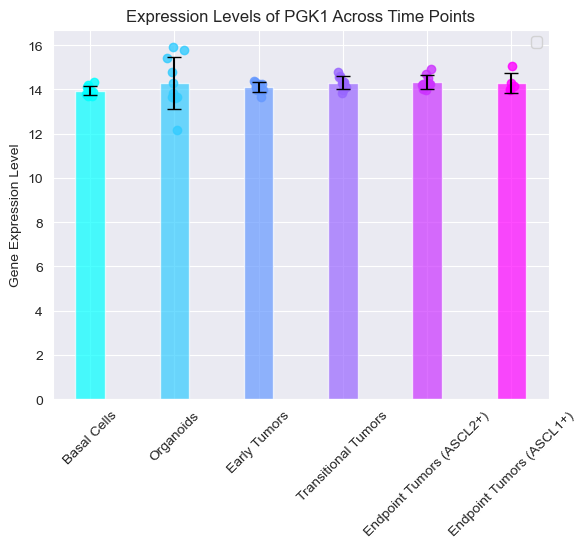 Expression Levels of PGK1 Across Time Points
Gene Expression Level
16
14
12
10
8
6
4
2
0
Basal Cells
Organoids
Early Tumors
Transitional Tumors
Endpoint Tumors (ASCL2+)
Endpoint Tumors (ASCL1+)